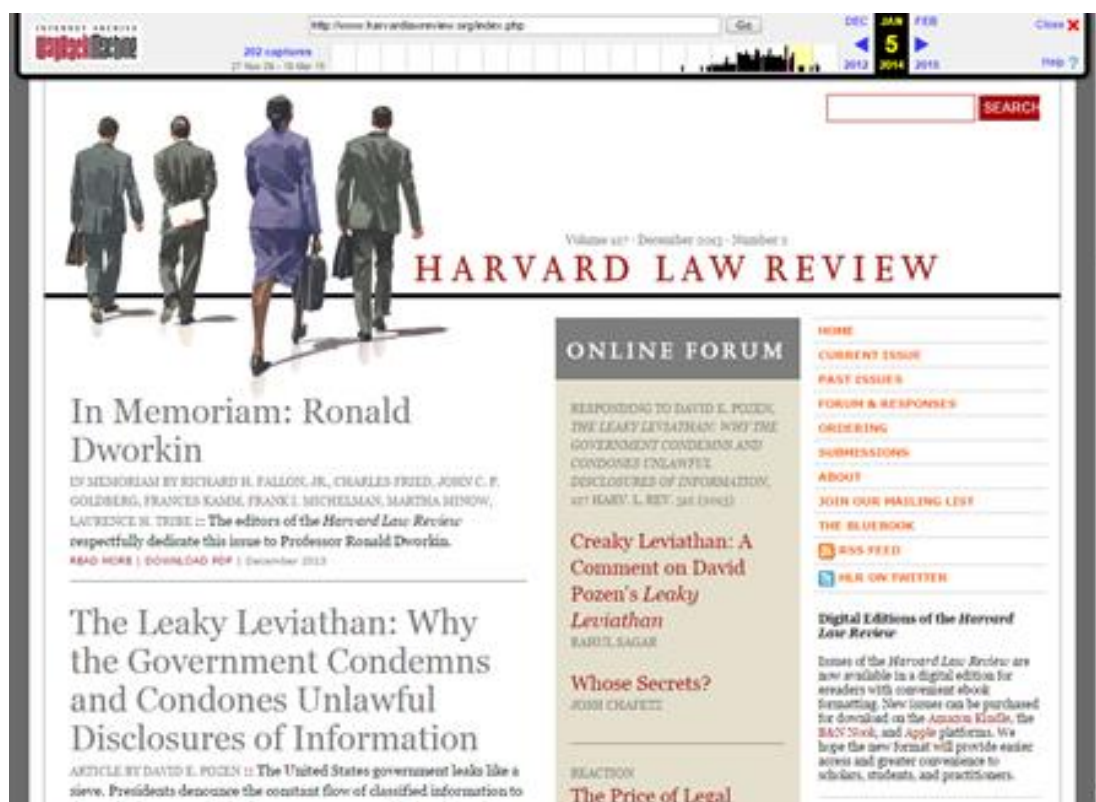 INTERNET ARCHIVE
WayBackMachine
http://www.harvardlawreview.org/index.php
Go
202 captures
DEC JAN FEB
5
2012 2014 2015
Close
Help ?
SEARCH
Volume 127 · December 2013 · Number 2
HARVARD LAW REVIEW
In Memoriam: Ronald
Dworkin
IN MEMORIAM BY RICHARD H. FALLON, JR., CHARLES FRIED, JOHN C. P.
GOLDBERG, FRANCES KAMM, FRANK I. MICHELMAN, MARTHA MINOW,
LAURENCE H. TRIBE :: The editors of the Harvard Law Review
respectfully dedicate this issue to Professor Ronald Dworkin.
READ MORE | DOWNLOAD PDF | December 2013
The Leaky Leviathan: Why
the Government Condemns
and Condones Unlawful
Disclosures of Information
ARTICLE BY DAVID E. POZEN :: The United States government leaks like a
sieve. Presidents denounce the constant flow of classified information to
ONLINE FORUM
RESPONDING TO DAVID E. POZEN,
THE LEAKY LEVIATHAN: WHY THE
GOVERNMENT CONDEMNS AND
CONDONES UNLAWFUL
DISCLOSURES OF INFORMATION,
127 HARV. L. REV. 512 (2013)
Creaky Leviathan: A
Comment on David
Pozen's Leaky
Leviathan
RAHUL SAGAR
Whose Secrets?
JOSH CHAFETZ
REACTION
The Price of Legal
HOME
CURRENT ISSUE
PAST ISSUES
FORUM & RESPONSES
ORDERING
SUBMISSIONS
ABOUT
JOIN OUR MAILING LIST
THE BLUEBOOK
RSS FEED
HLR ON TWITTER
Digital Editions of the Harvard
Law Review
Issues of the Harvard Law Review are
now available in a digital edition for
ereaders with convenient ebook
formatting. New issues can be purchased
for download on the Amazon Kindle, the
B&N Nook, and Apple platforms. We
hope the new format will provide easier
access and greater convenience to
scholars, students, and practitioners.